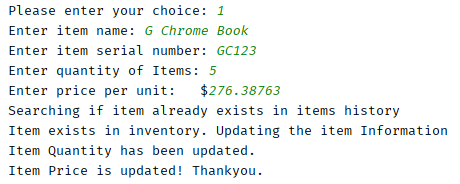 Please enter your choice: 1
Enter item name: G Chrome Book
Enter item serial number: GC123
Enter quantity of Items: 5
Enter price per unit:   $276.38763
Searching if item already exists in items history
Item exists in inventory. Updating the item Information
Item Quantity has been updated.
Item Price is updated! Thankyou.